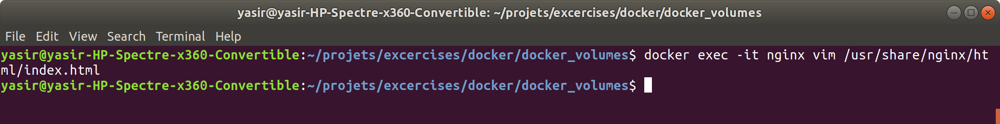 yasir@yasir-HP-Spectre-x360-Convertible: ~/projets/excercises/docker/docker_volumes
File Edit View Search Terminal Help
yasir@yasir-HP-Spectre-x360-Convertible:~/projets/excercises/docker/docker_volumes$ docker exec -it nginx vim /usr/share/nginx/ht
ml/index.html
yasir@yasir-HP-Spectre-x360-Convertible:~/projets/excercises/docker/docker_volumes$